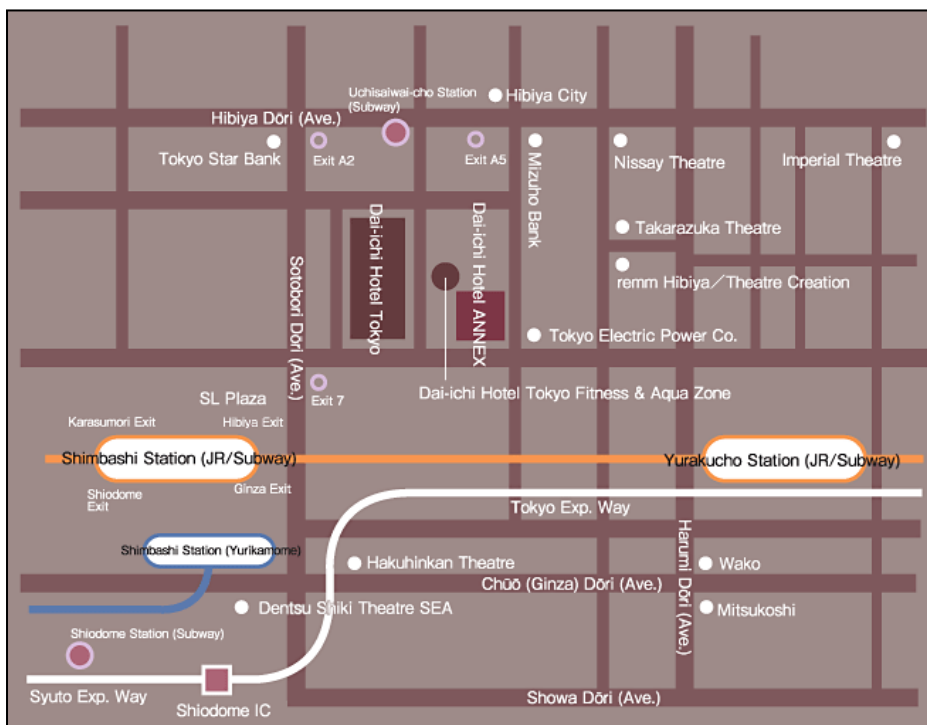 Uchisaiwai-cho Station
(Subway)
Hibiya City
Hibiya Dōri (Ave.)
Tokyo Star Bank
Exit A2
Exit A5
Mizuho Bank
Nissay Theatre
Imperial Theatre
Dai-ichi Hotel Tokyo
Dai-ichi Hotel ANNEX
Takarazuka Theatre
remm Hibiya／Theatre Creation
Sotobori Dōri (Ave.)
Tokyo Electric Power Co.
SL Plaza
Exit 7
Dai-ichi Hotel Tokyo Fitness & Aqua Zone
Karasumori Exit
Hibiya Exit
Shimbashi Station (JR/Subway)
Yurakucho Station (JR/Subway)
Shiodome
Exit
Ginza Exit
Tokyo Exp. Way
Shimbashi Station (Yurikamome)
Hakuhinkan Theatre
Harumi Dōri (Ave.)
Wako
Chūō (Ginza) Dōri (Ave.)
Dentsu Shiki Theatre SEA
Mitsukoshi
Shiodome Station (Subway)
Syuto Exp. Way
Shiodome IC
Showa Dōri (Ave.)